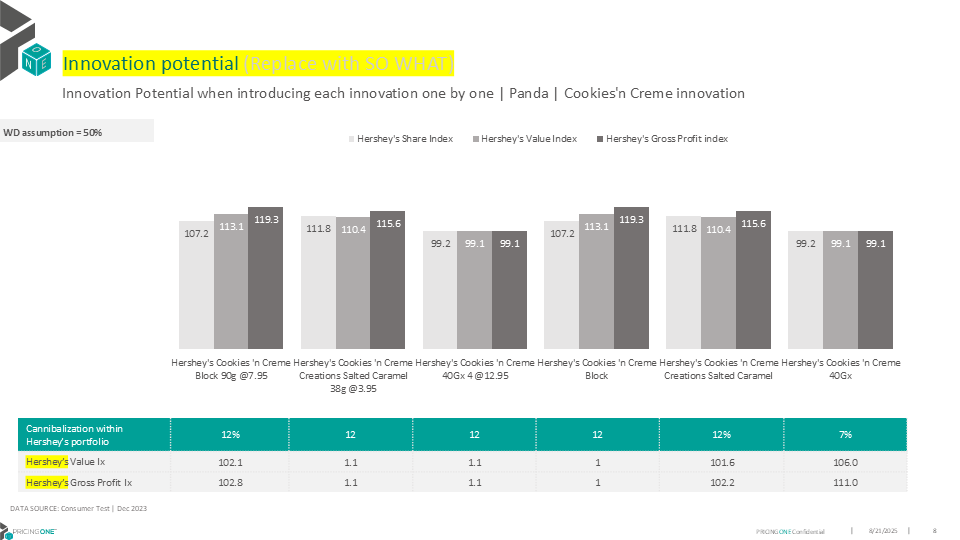 O
N E
Innovation potential (Replace with SO WHAT)
Innovation Potential when introducing each innovation one by one | Panda | Cookies'n Creme innovation
WD assumption = 50%
Hershey's Share Index Hershey's Value Index Hershey's Gross Profit index
107.2 113.1 119.3 111.8 110.4 115.6 99.2 99.1 99.1 107.2 113.1 119.3 111.8 110.4 115.6 99.2 99.1 99.1
Hershey's Cookies 'n Creme Hershey's Cookies 'n Creme Hershey's Cookies 'n Creme Hershey's Cookies 'n Creme Hershey's Cookies 'n Creme Hershey's Cookies 'n Creme
Block 90g @7.95 Creations Salted Caramel 40Gx 4 @12.95 Block Creations Salted Caramel 40Gx
38g @3.95
Cannibalization within
Hershey's portfolio 12% 12 12 12 12% 7%
Hershey's Value Ix 102.1 1.1 1.1 1 101.6 106.0
Hershey's Gross Profit Ix 102.8 1.1 1.1 1 102.2 111.0
DATA SOURCE: Consumer Test | Dec 2023
PRICINGONE™ PRICINGONE Confidential | 8/21/2025 | 8